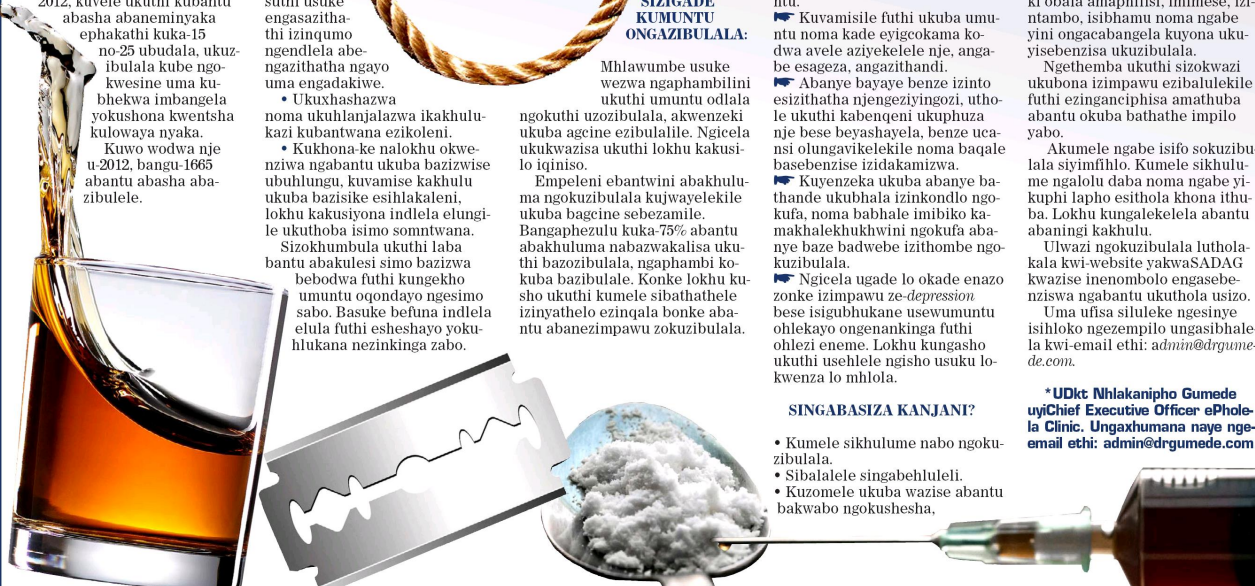 2012, kuvele ukuthi kubantu
abasha abaneminyaka
ephakathi kuka-15
no-25 ubudala, ukuz-
ibulala kube ngo-
kwesine uma ku-
bhekwa imbangela
yokushona kwentsha
kulowaya nyaka.
Kuwo wodwa nje
u-2012, bangu-1665
abantu abasha aba-
zibulele.
suthi usuke
engasazitha-
thi izinqumo
ngendlela abe-
ngazithatha ngayo
uma engadakiwe.
• Ukuxhashazwa
noma ukuhlanjalazwa ikakhulu-
kazi kubantwana ezikoleni.
• Kukhona-ke nalokhu okwe-
nziwa ngabantu ukuba bazizwise
ubuhlungu, kuvamise kakhulu
ukuba bazisike esihlakaleni,
lokhu kakusiyona indlela elungi-
le ukuthoba isimo somntwana.
Sizokhumbula ukuthi laba
bantu abakulesi simo bazizwa
bebodwa futhi kungekho
umuntu oqondayo ngesimo
sabo. Basuke befuna indlela
elula futhi esheshayo yoku-
hlukana nezinkinga zabo.
SIZIGADE
KUMUNTU
ONGAZIBULALA:
Mhlawumbe usuke
wezwa ngaphambilini
ukuthi umuntu odlala
ngokuthi uzozibulala, akwenzeki
ukuba agcine ezibulalile. Ngicela
ukukwazisa ukuthi lokhu kakusi-
lo iqiniso.
Empeleni ebantwini abakhulu-
ma ngokuzibulala kujwayelekile
ukuba bagcine sebezamile.
Bangaphezulu kuka-75% abantu
abakhuluma nabazwakalisa uku-
thi bazozibulala, ngaphambi ko-
kuba bazibulale. Konke lokhu ku-
sho ukuthi kumele sibathathele
izinyathelo ezinqala bonke aba-
ntu abanezimpawu zokuzibulala.
ntu.
☛ Kuvamisile futhi ukuba umu-
ntu noma kade eyigcokama ko-
dwa avele aziyekelele nje, anga-
be esageza, angazithandi.
☛ Abanye bayaye benze izinto
esizithatha njengeziyingozi, utho-
le ukuthi kabenqeni ukuphuza
nje bese beyashayela, benze uca-
nsi olungavikelekile noma baqale
basebenzise izidakamizwa.
☛ Kuyenzeka ukuba abanye ba-
thande ukubhala izinkondlo ngo-
kufa, noma babhale imibiko ka-
makhalekhukhwini ngokufa aba-
nye baze badwebe izithombe ngo-
kuzibulala.
☛ Ngicela ugade lo okade enazo
zonke izimpawu ze-depression
bese isigubhukane usewumuntu
ohlekayo ongenankinga futhi
ohlezi eneme. Lokhu kungasho
ukuthi usehlele ngisho usuku lo-
kwenza lo mhlola.
SINGABASIZA KANJANI?
• Kumele sikhulume nabo ngoku-
zibulala.
• Sibalalele singabehluleli.
• Kuzomele ukuba wazise abantu
bakwabo ngokushesha,
ki obala amaphilisi, imimese, izi-
ntambo, isibhamu noma ngabe
yini ongacabangela kuyona uku-
yisebenzisa ukuzibulala.
Ngethemba ukuthi sizokwazi
ukubona izimpawu ezibalulekile
futhi ezinganciphisa amathuba
abantu okuba bathathe impilo
yabo.
Akumele ngabe isifo sokuzibu-
lala siyimfihlo. Kumele sikhulu-
me ngalolu daba noma ngabe yi-
kuphi lapho esithola khona ithu-
ba. Lokhu kungalekelela abantu
abaningi kakhulu.
Ulwazi ngokuzibulala luthola-
kala kwi-website yakwaSADAG
kwazise inenombolo engasebe-
nziswa ngabantu ukuthola usizo.
Uma ufisa siluleke ngesinye
isihloko ngezempilo ungasibhale-
la kwi-email ethi: admin@drgume-
de.com.
*UDkt Nhlakanipho Gumede
uyiChief Executive Officer ePhole-
la Clinic. Ungaxhumana naye nge-
email ethi: admin@drgumede.com